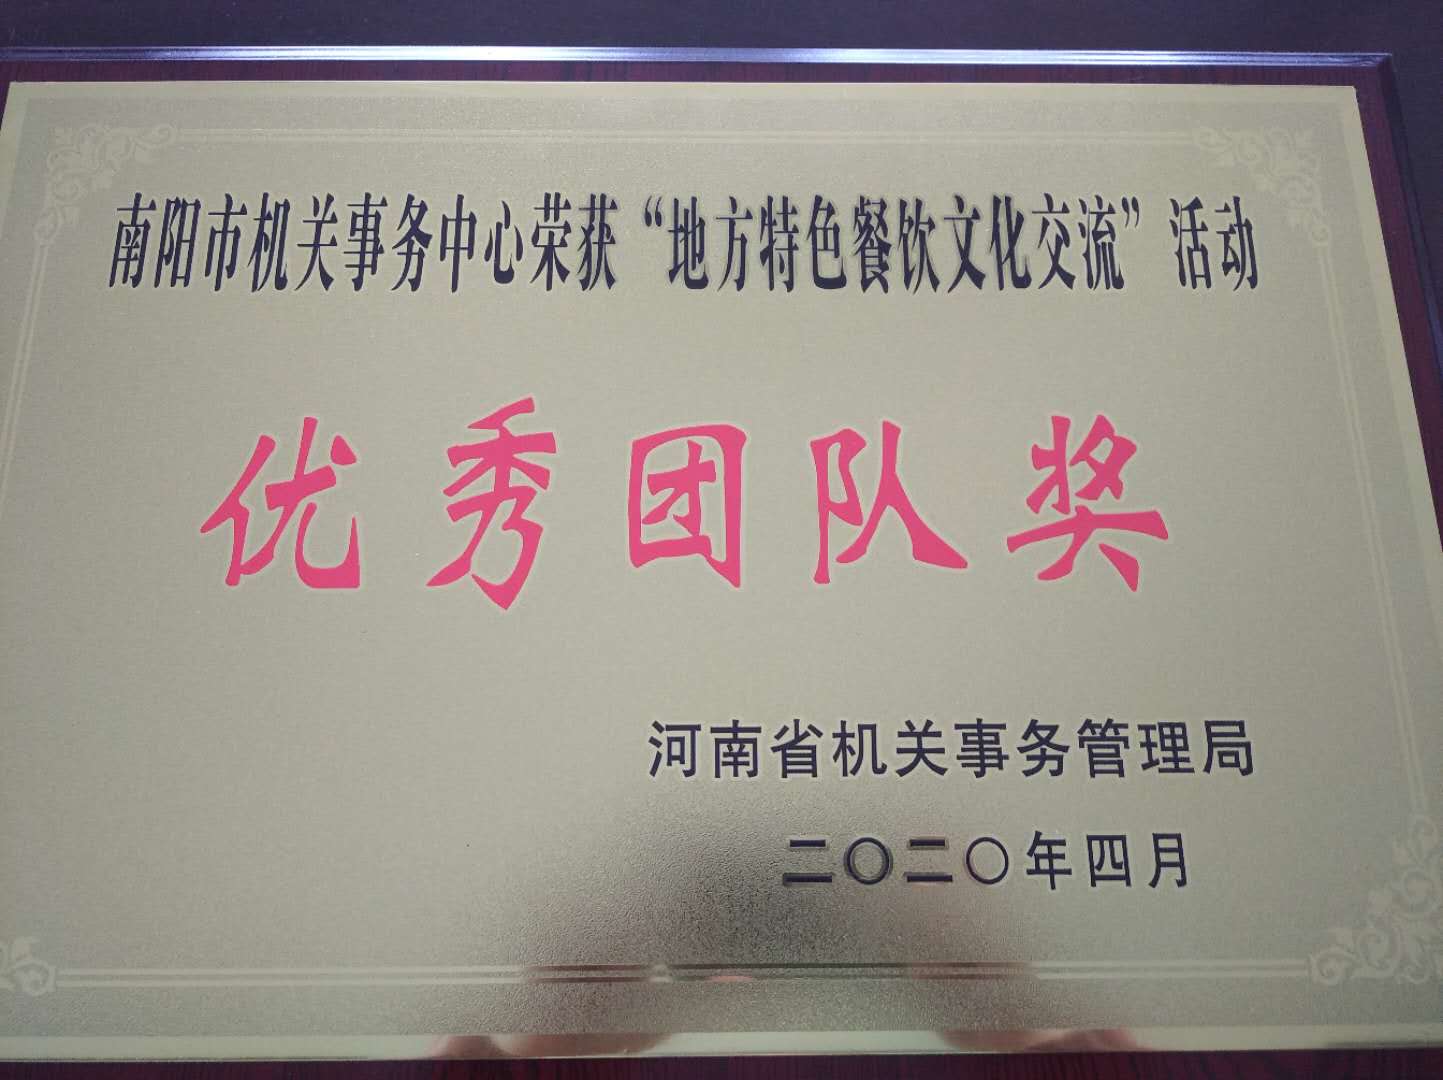 南阳市机关事务中心荣获“地方特色餐饮文化交流”活动
优秀团队奖
河南省机关事务管理局
二〇二〇年四月